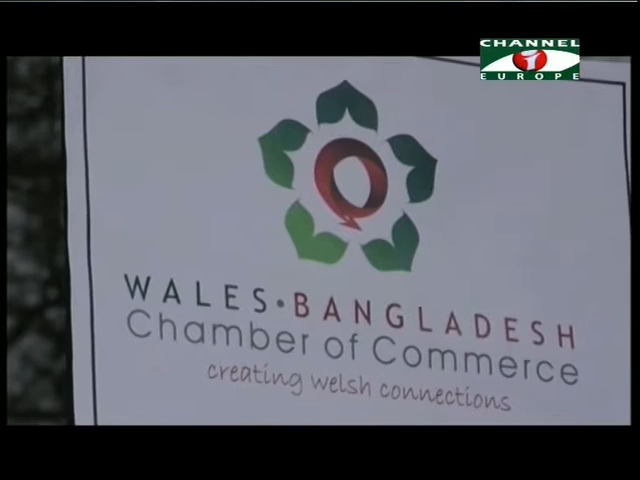 CHANNEL i
EUROPE
WALES • BANGLADESH
Chamber of Commerce
creating welsh connections